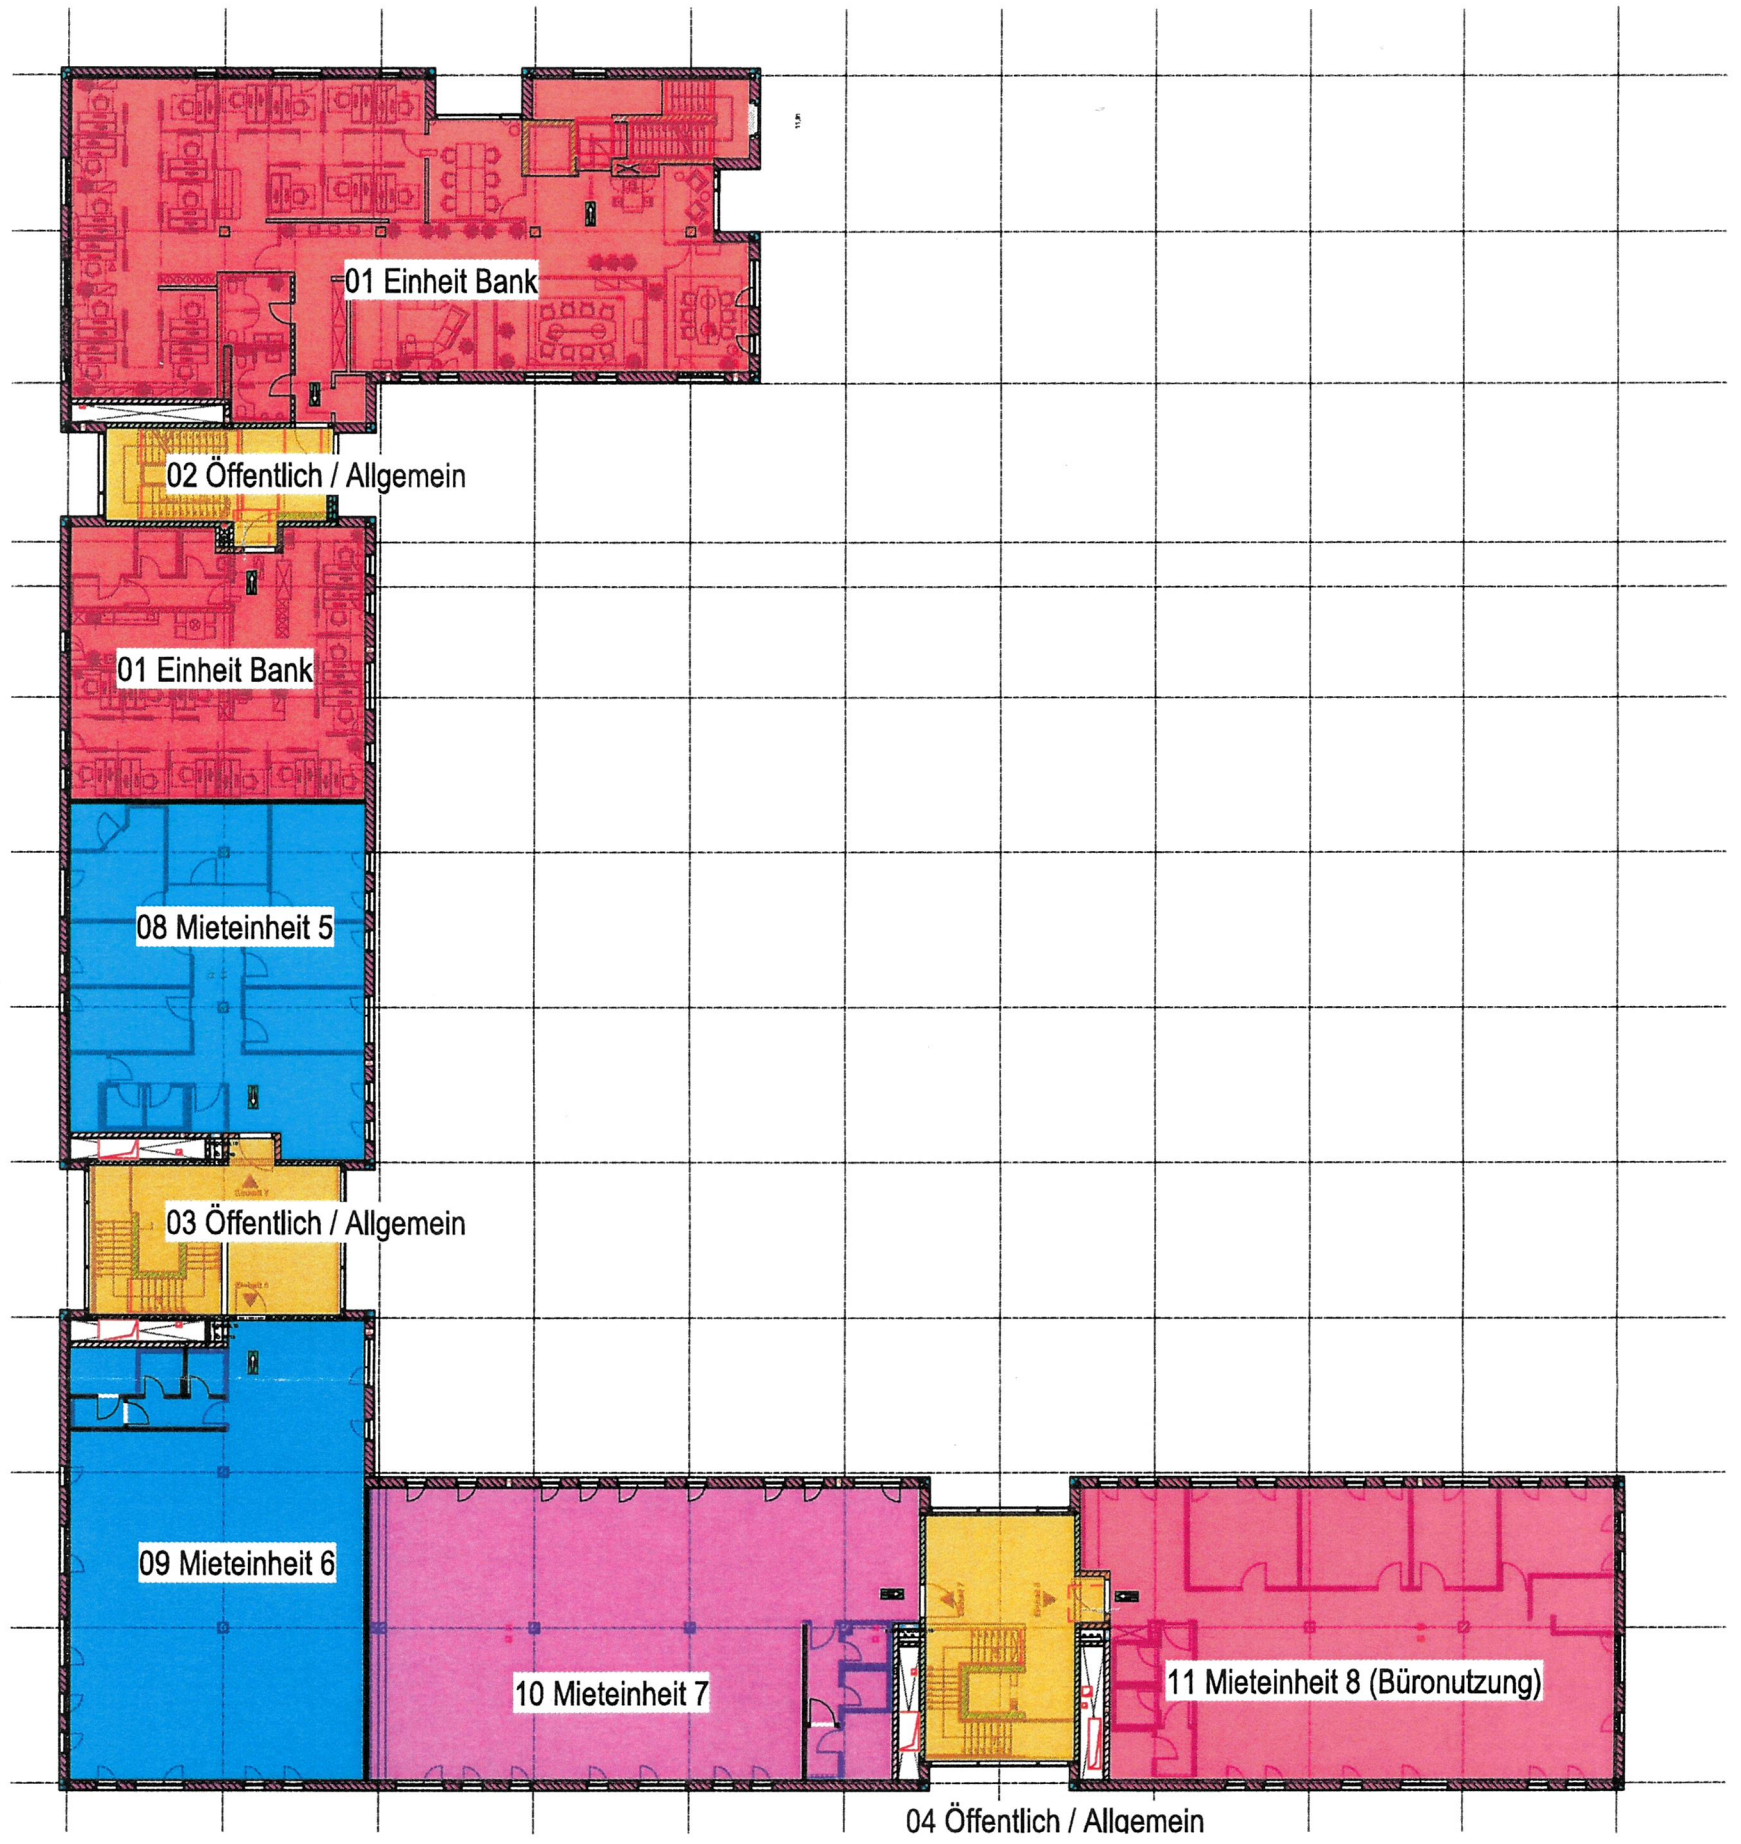 01 Einheit Bank
02 Öffentlich / Allgemein
01 Einheit Bank
08 Mieteinheit 5
03 Öffentlich / Allgemein
09 Mieteinheit 6
10 Mieteinheit 7
11 Mieteinheit 8 (Büronutzung)
04 Öffentlich / Allgemein